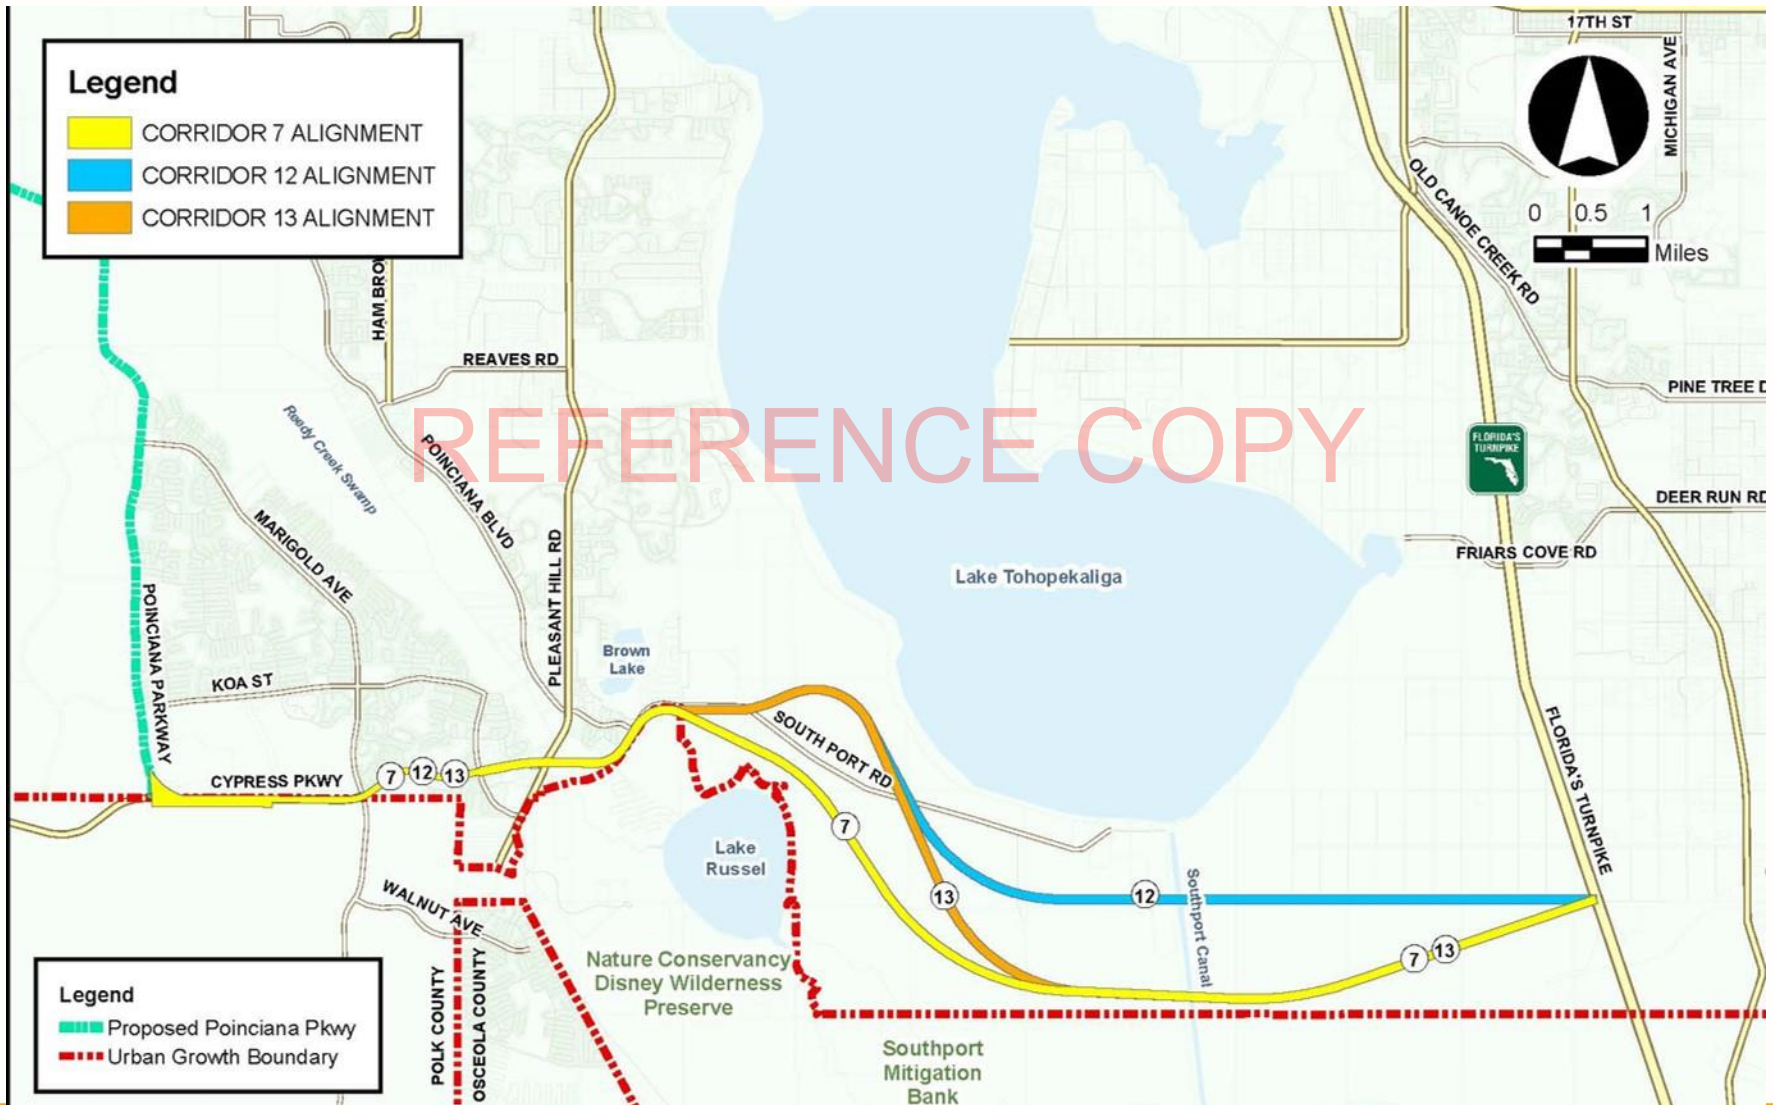 17TH ST
MICHIGAN AVE
Legend
CORRIDOR 7 ALIGNMENT
CORRIDOR 12 ALIGNMENT
CORRIDOR 13 ALIGNMENT
OLD CANOE CREEK RD
0 0.5 1
Miles
HAM BROW
REAVES RD
PINE TREE D
REFERENCE COPY
Reedy Creek Swamp
POINCIANA BLVD
FLORIDA'S
TURNPIKE
DEER RUN RD
MARIGOLD AVE
FRIARS COVE RD
PLEASANT HILL RD
Lake Tohopekaliga
POINCIANA PARKWAY
Brown
Lake
KOA ST
SOUTH PORT RD
FLORIDA'S TURNPIKE
CYPRESS PKWY
7 12 13
7
Lake
Russel
WALNUT AVE
13
12
Southport Canal
7 13
Nature Conservancy
Disney Wilderness
Preserve
POLK COUNTY
OSCEOLA COUNTY
Legend
Proposed Poinciana Pkwy
Urban Growth Boundary
Southport
Mitigation
Bank